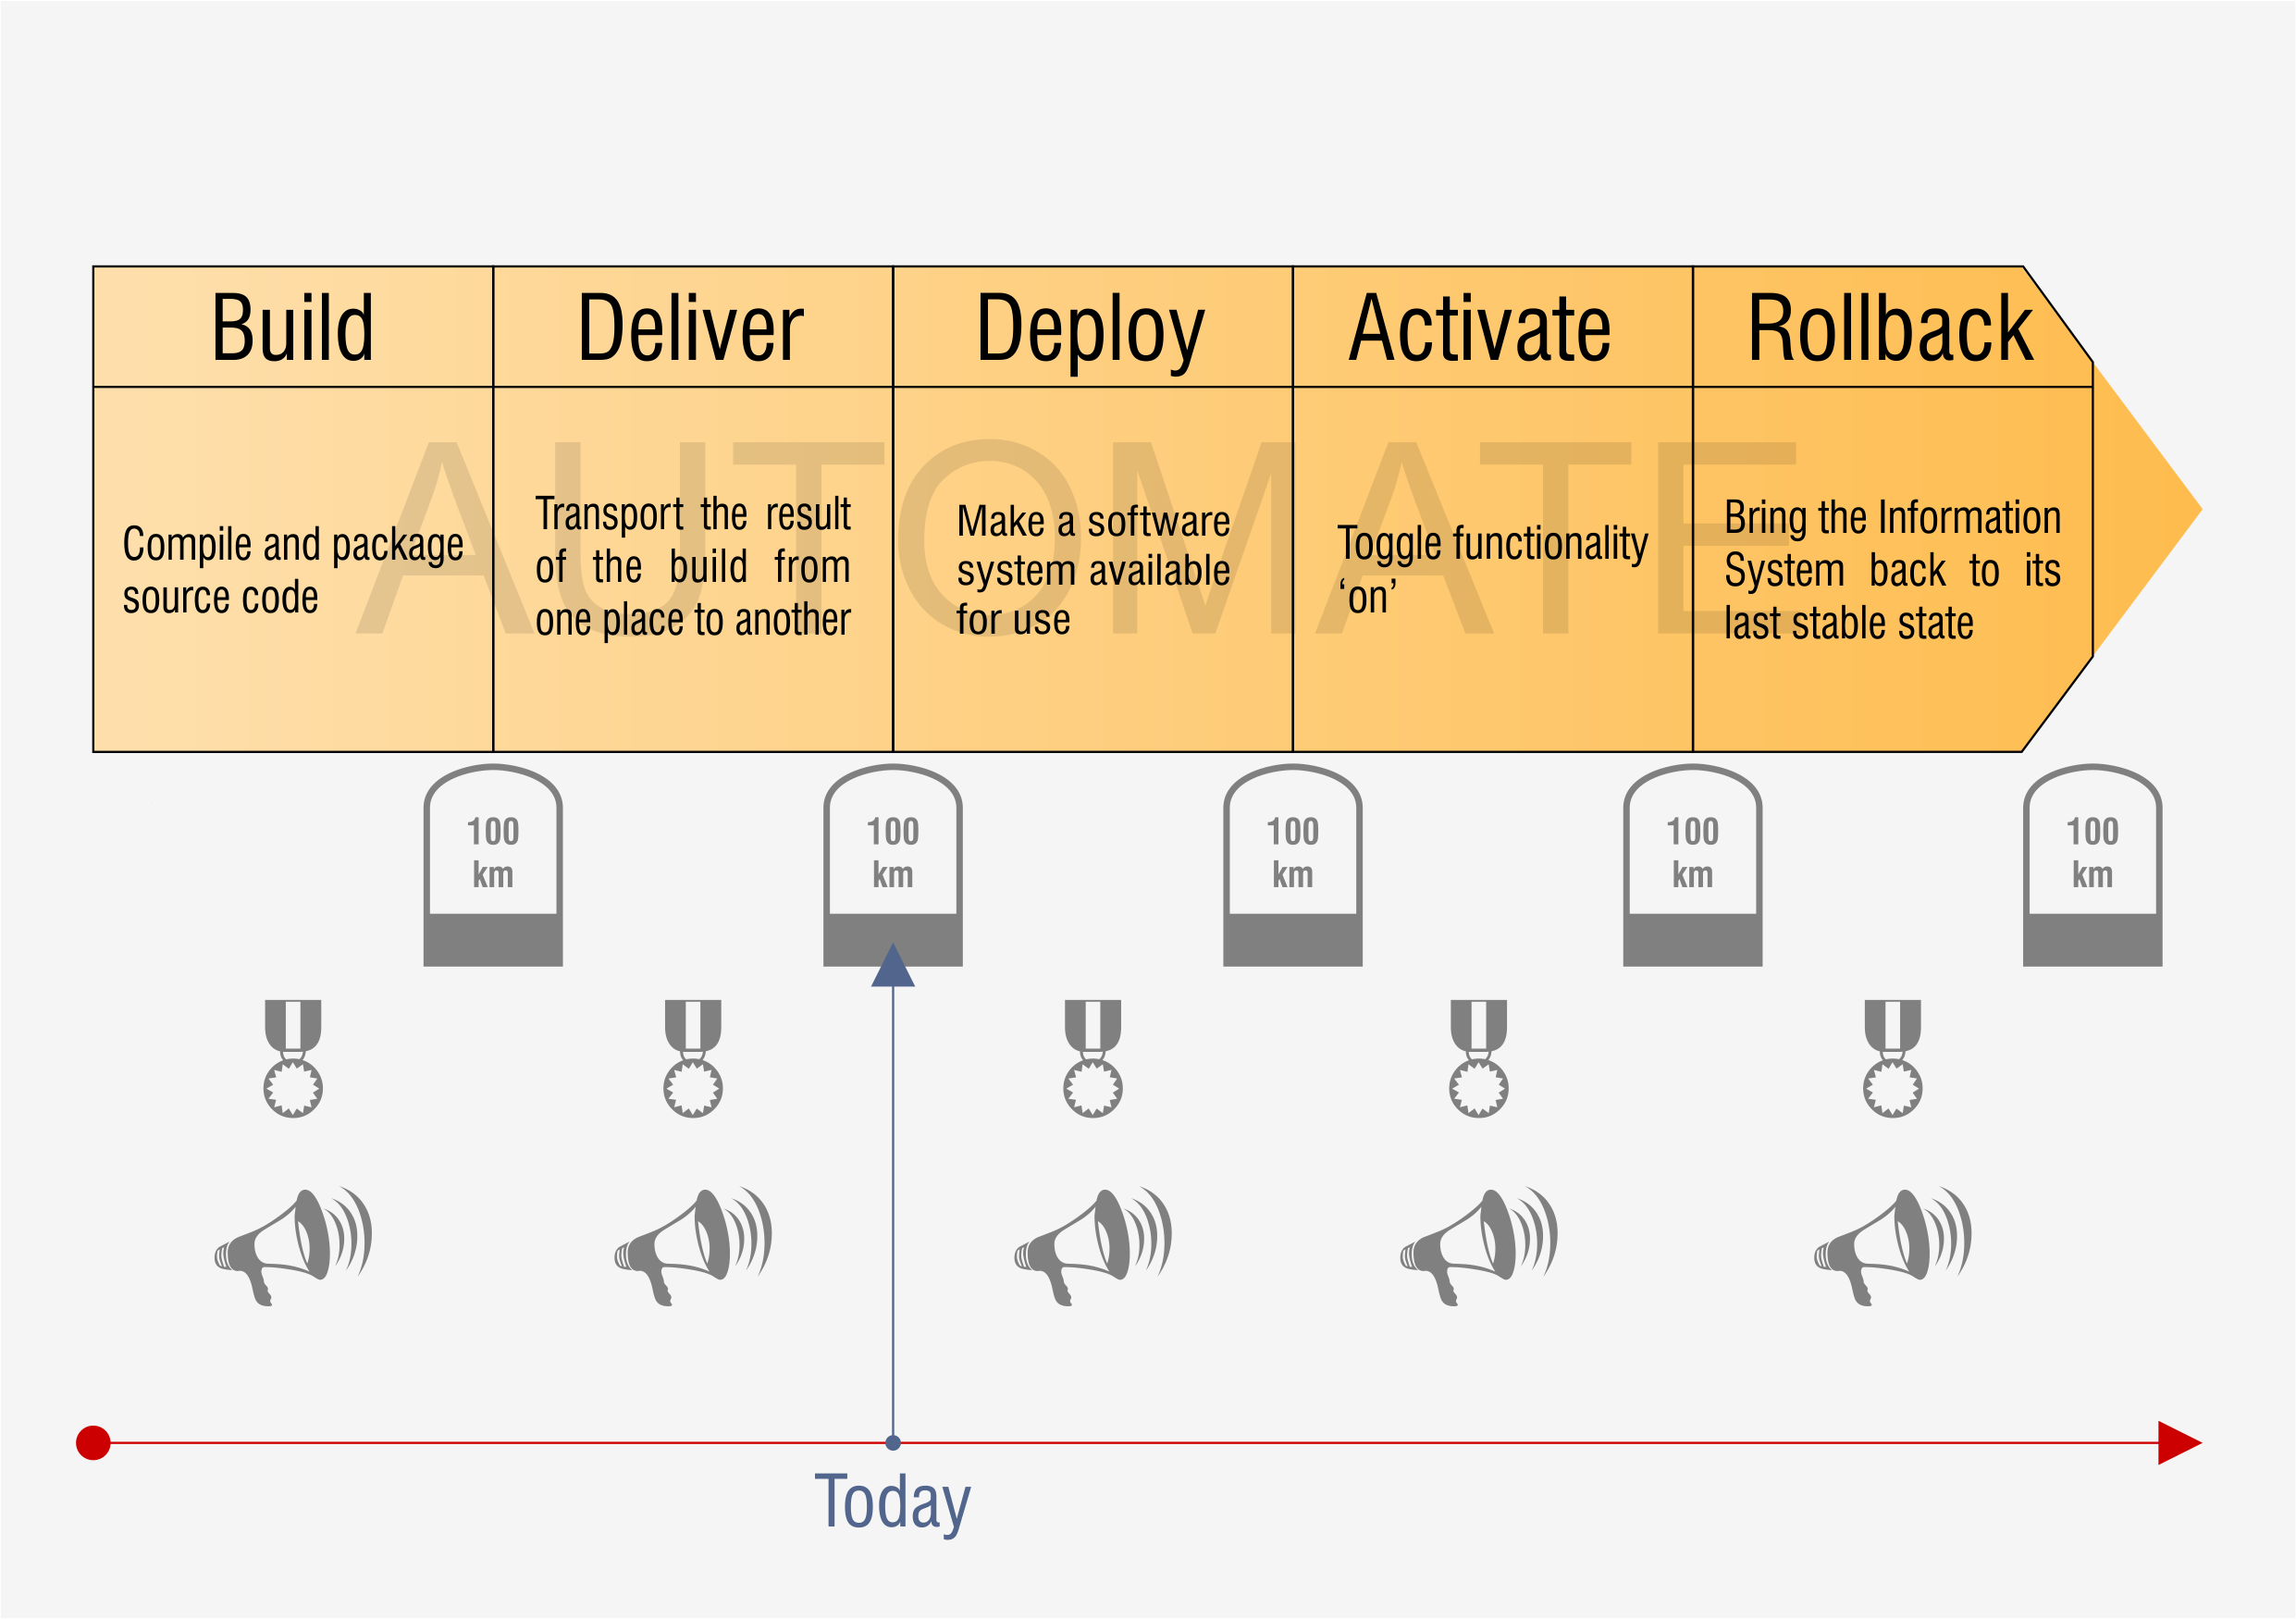 Build
Deliver
Deploy
Activate
Rollback
AUTOMATE
Compile and package
source code
Transport the result
of the build from
one place to another
Make a software
system available
for use
Toggle functionality
‘on’
Bring the Information
System back to its
last stable state
100
km
100
km
100
km
100
km
100
km
Today